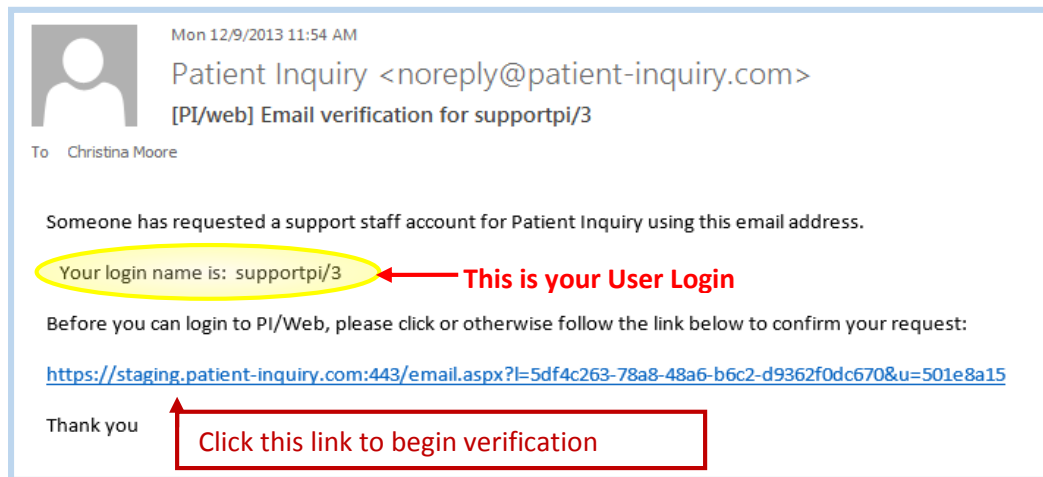 Mon 12/9/2013 11:54 AM
Patient Inquiry <noreply@patient-inquiry.com>
[PI/web] Email verification for supportpi/3
To Christina Moore
Someone has requested a support staff account for Patient Inquiry using this email address.
Your login name is: supportpi/3
This is your User Login
Before you can login to PI/Web, please click or otherwise follow the link below to confirm your request:
https://staging.patient-inquiry.com:443/email.aspx?l=5df4c263-78a8-48a6-b6c2-d9362f0dc670&u=501e8a15
Thank you
Click this link to begin verification